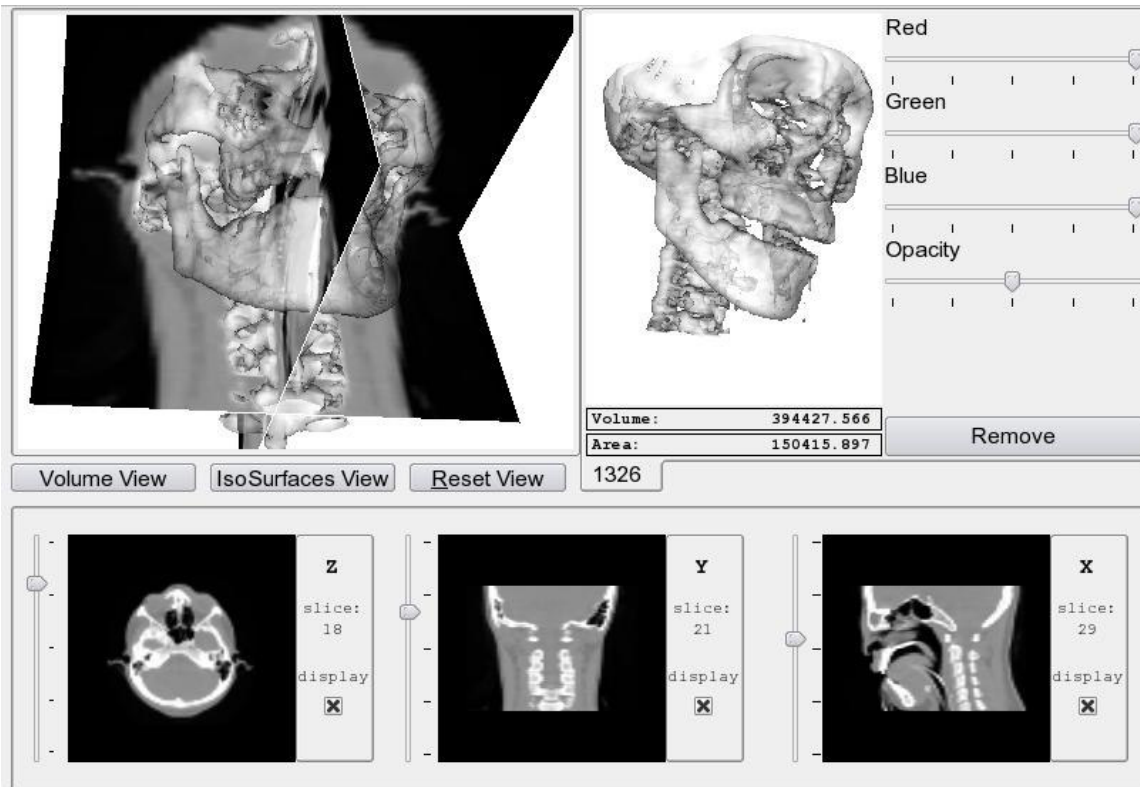 Red
Green
Blue
Opacity
Volume: 394427.566
Area: 150415.897
Remove
1326
Volume View
IsoSurfaces View
Reset View
Z
slice:
18
display
Y
slice:
21
display
X
slice:
29
display